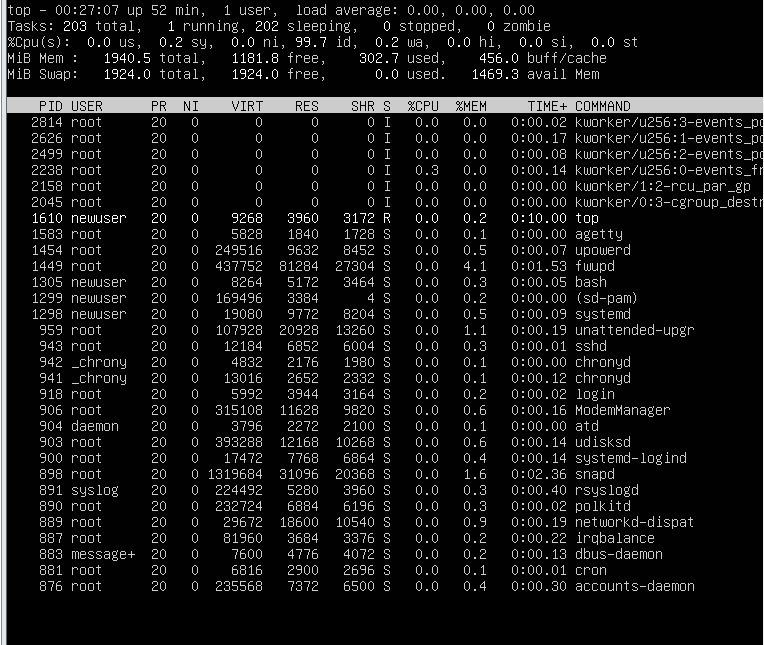 top - 00:27:07 up 52 min,  1 user,  load average: 0.00, 0.00, 0.00
Tasks: 203 total,   1 running, 202 sleeping,   0 stopped,   0 zombie
%Cpu(s):  0.0 us,  0.2 sy,  0.0 ni, 99.7 id,  0.2 wa,  0.0 hi,  0.0 si,  0.0 st
MiB Mem :   1940.5 total,   1181.8 free,    302.7 used,    456.0 buff/cache
MiB Swap:   1924.0 total,   1924.0 free,      0.0 used.   1469.3 avail Mem
PID USER      PR  NI    VIRT    RES    SHR S  %CPU  %MEM     TIME+ COMMAND
2814 root      20   0       0      0      0 I   0.0   0.0   0:00.02 kworker/u256:3-events_po
2626 root      20   0       0      0      0 I   0.0   0.0   0:00.17 kworker/u256:1-events_po
2499 root      20   0       0      0      0 I   0.0   0.0   0:00.08 kworker/u256:2-events_po
2238 root      20   0       0      0      0 I   0.3   0.0   0:00.14 kworker/u256:0-events_fr
2158 root      20   0       0      0      0 I   0.0   0.0   0:00.00 kworker/1:2-rcu_par_gp
2045 root      20   0       0      0      0 I   0.0   0.0   0:00.00 kworker/0:3-cgroup_destr
1610 newuser   20   0    9268   3960   3172 R   0.0   0.2   0:10.00 top
1583 root      20   0    5828   1840   1728 S   0.0   0.1   0:00.00 agetty
1454 root      20   0  249516   9632   8452 S   0.0   0.5   0:00.07 upowerd
1449 root      20   0  437752  81284  27304 S   0.0   4.1   0:01.53 fwupd
1305 newuser   20   0    8264   5172   3464 S   0.0   0.3   0:00.05 bash
1299 newuser   20   0  169496   3384      4 S   0.0   0.2   0:00.00 (sd-pam)
1298 newuser   20   0   19080   9772   8204 S   0.0   0.5   0:00.09 systemd
959 root      20   0  107928  20928  13260 S   0.0   1.1   0:00.19 unattended-upgr
943 root      20   0   12184   6852   6004 S   0.0   0.3   0:00.01 sshd
942 _chrony   20   0    4832   2176   1980 S   0.0   0.1   0:00.00 chronyd
941 _chrony   20   0   13016   2652   2332 S   0.0   0.1   0:00.12 chronyd
918 root      20   0    5992   3944   3164 S   0.0   0.2   0:00.02 login
906 root      20   0  315108  11628   9820 S   0.0   0.6   0:00.16 ModemManager
904 daemon    20   0    3796   2272   2100 S   0.0   0.1   0:00.00 atd
903 root      20   0  393288  12168  10268 S   0.0   0.6   0:00.14 udisksd
900 root      20   0   17472   7768   6864 S   0.0   0.4   0:00.14 systemd-logind
898 root      20   0 1319684  31096  20368 S   0.0   1.6   0:02.36 snapd
891 syslog    20   0  224492   5280   3960 S   0.0   0.3   0:00.40 rsyslogd
890 root      20   0  232724   6884   6196 S   0.0   0.3   0:00.02 polkitd
889 root      20   0   29672  18600  10540 S   0.0   0.9   0:00.19 networkd-dispat
887 root      20   0   81960   3684   3376 S   0.0   0.2   0:00.22 irqbalance
883 message+  20   0    7600   4776   4072 S   0.0   0.2   0:00.13 dbus-daemon
881 root      20   0    6816   2900   2696 S   0.0   0.1   0:00.01 cron
876 root      20   0  235568   7372   6500 S   0.0   0.4   0:00.30 accounts-daemon